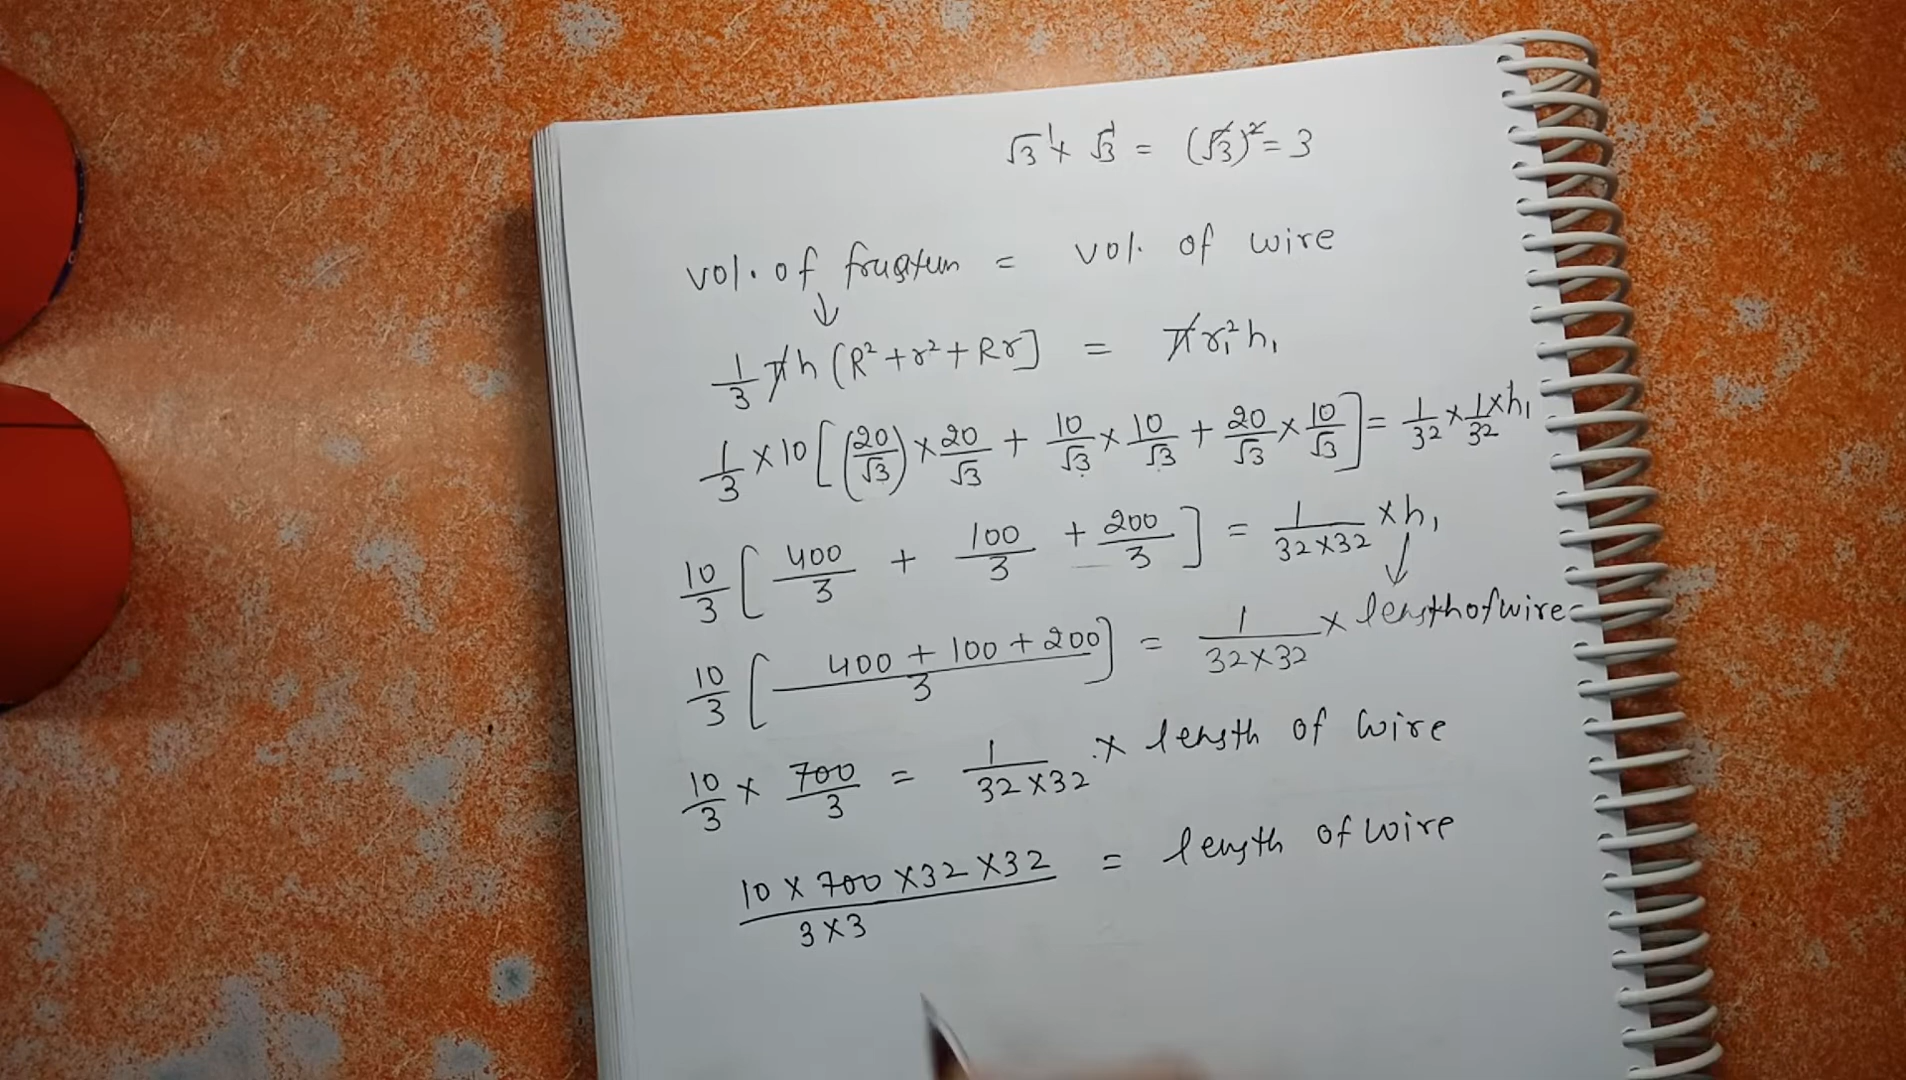 √3 × √3 = (√3)² = 3
vol. of frustum = vol. of wire
↓
1/3 πh (R² + r² + Rr] = πr₁²h₁
1/3 × 10 [(20/√3) × 20/√3 + 10/√3 × 10/√3 + 20/√3 × 10/√3] = 1/32 × 1/32 × h₁
10/3 [400/3 + 100/3 + 200/3] = 1/32×32 × h₁
↓
10/3 [400 + 100 + 200/3] = 1/32×32 × length of wire
10/3 × 700/3 = 1/32×32 × length of wire
10 × 700 × 32 × 32/3×3 = length of wire